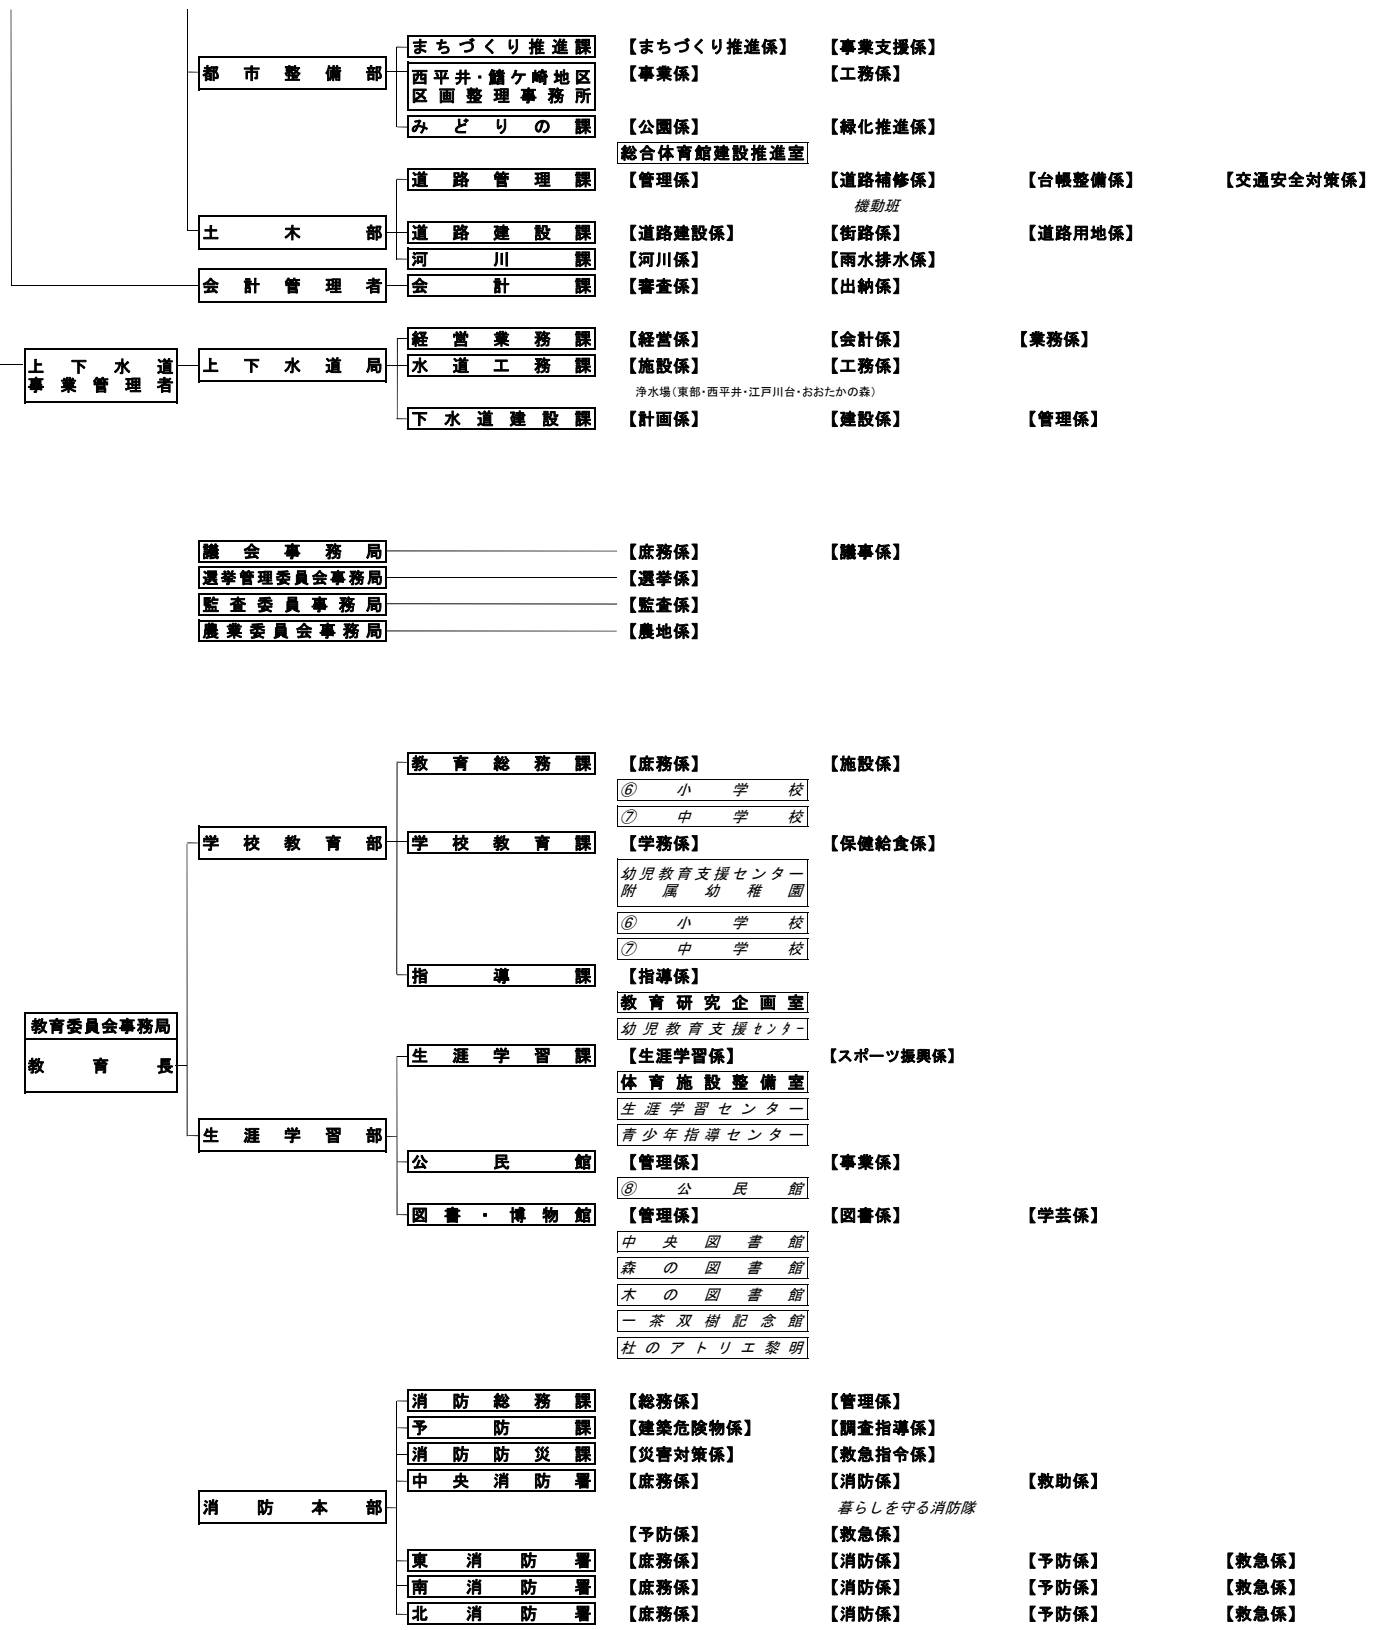 まちづくり推進課 【まちづくり推進係】 【事業支援係】
都市整備部 西平井・鰭ケ崎地区 【事業係】 【工務係】
区画整理事務所
みどりの課 【公園係】 【緑化推進係】
総合体育館建設推進室
道路管理課 【管理係】 【道路補修係】 【台帳整備係】 【交通安全対策係】
機動班
土木部 道路建設課 【道路建設係】 【街路係】 【道路用地係】
河川課 【河川係】 【雨水排水係】
会計管理者 会計課 【審査係】 【出納係】
経営業務課 【経営係】 【会計係】 【業務係】
上下水道 上下水道局 水道工務課 【施設係】 【工務係】
事業管理者
浄水場（東部・西平井・江戸川台・おおたかの森）
下水道建設課 【計画係】 【建設係】 【管理係】
議会事務局 【庶務係】 【議事係】
選挙管理委員会事務局 【選挙係】
監査委員事務局 【監査係】
農業委員会事務局 【農地係】
教育総務課 【庶務係】 【施設係】
⑥小学校
⑦中学校
学校教育部 学校教育課 【学務係】 【保健給食係】
幼児教育支援センター
附属幼稚園
⑥小学校
⑦中学校
指導課 【指導係】
教育研究企画室
教育委員会事務局 幼児教育支援センター
生涯学習課 【生涯学習係】 【スポーツ振興係】
教育長
体育施設整備室
生涯学習センター
生涯学習部 青少年指導センター
公民館 【管理係】 【事業係】
⑧公民館
図書・博物館 【管理係】 【図書係】 【学芸係】
中央図書館
森の図書館
木の図書館
一茶双樹記念館
杜のアトリエ黎明
消防総務課 【総務係】 【管理係】
予防課 【建築危険物係】 【調査指導係】
消防防災課 【災害対策係】 【救急指令係】
中央消防署 【庶務係】 【消防係】 【救助係】
消防本部 暮らしを守る消防隊
【予防係】 【救急係】
東消防署 【庶務係】 【消防係】 【予防係】 【救急係】
南消防署 【庶務係】 【消防係】 【予防係】 【救急係】
北消防署 【庶務係】 【消防係】 【予防係】 【救急係】